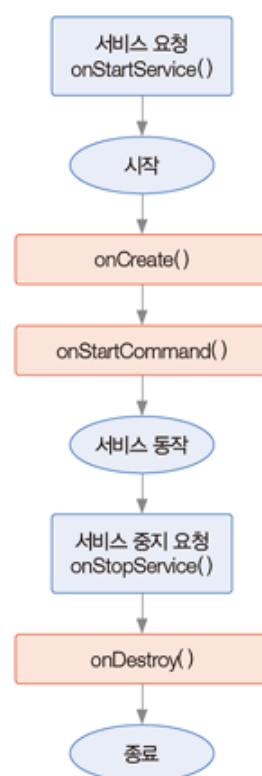 서비스 요청
onStartService()
시작
onCreate()
onStartCommand()
서비스 동작
서비스 중지 요청
onStopService()
onDestroy()
종료